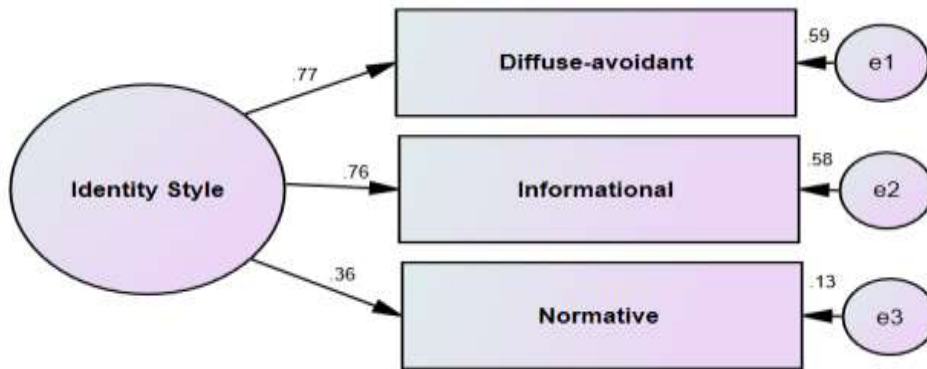 .77
Diffuse-avoidant
.59
e1
Identity Style
.76
Informational
.58
e2
.36
Normative
.13
e3